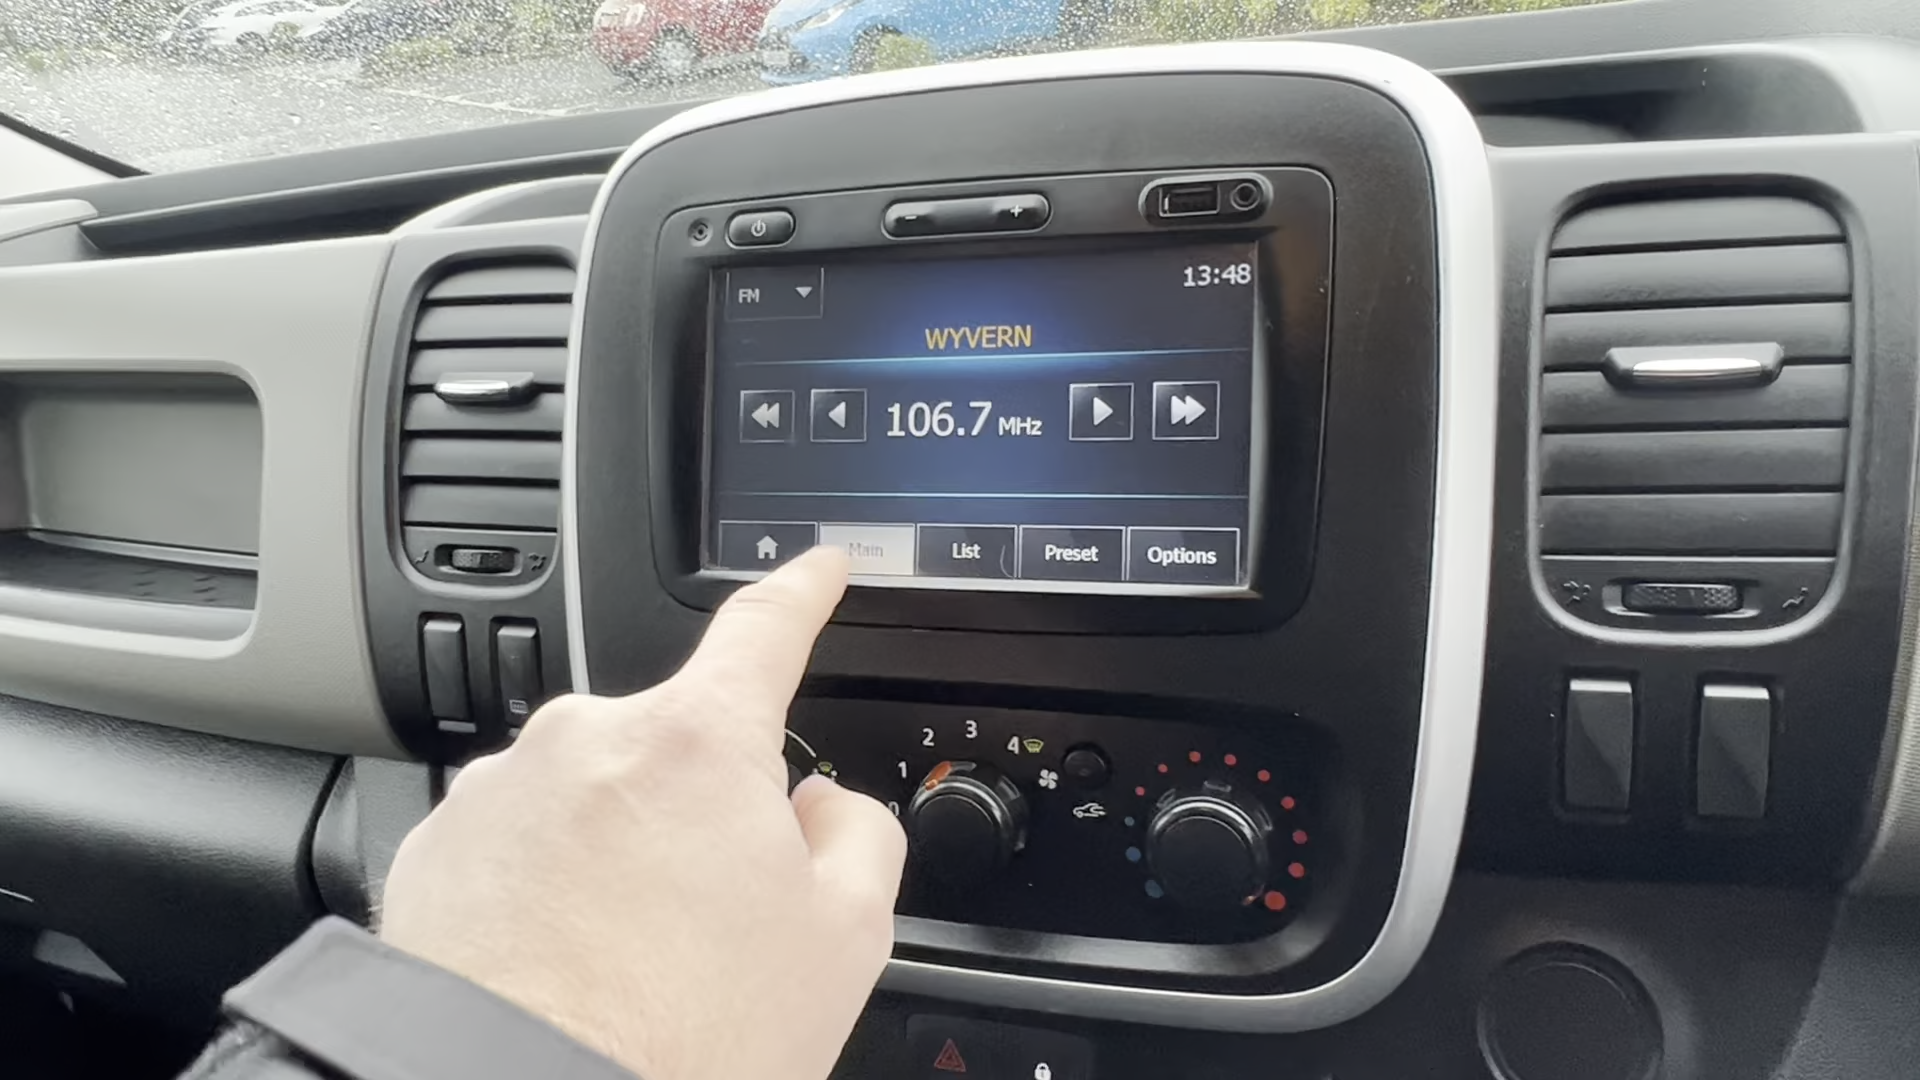 - +
FM 13:48
WYVERN
106.7 MHz
Main List Preset Options
0 1 2 3 4